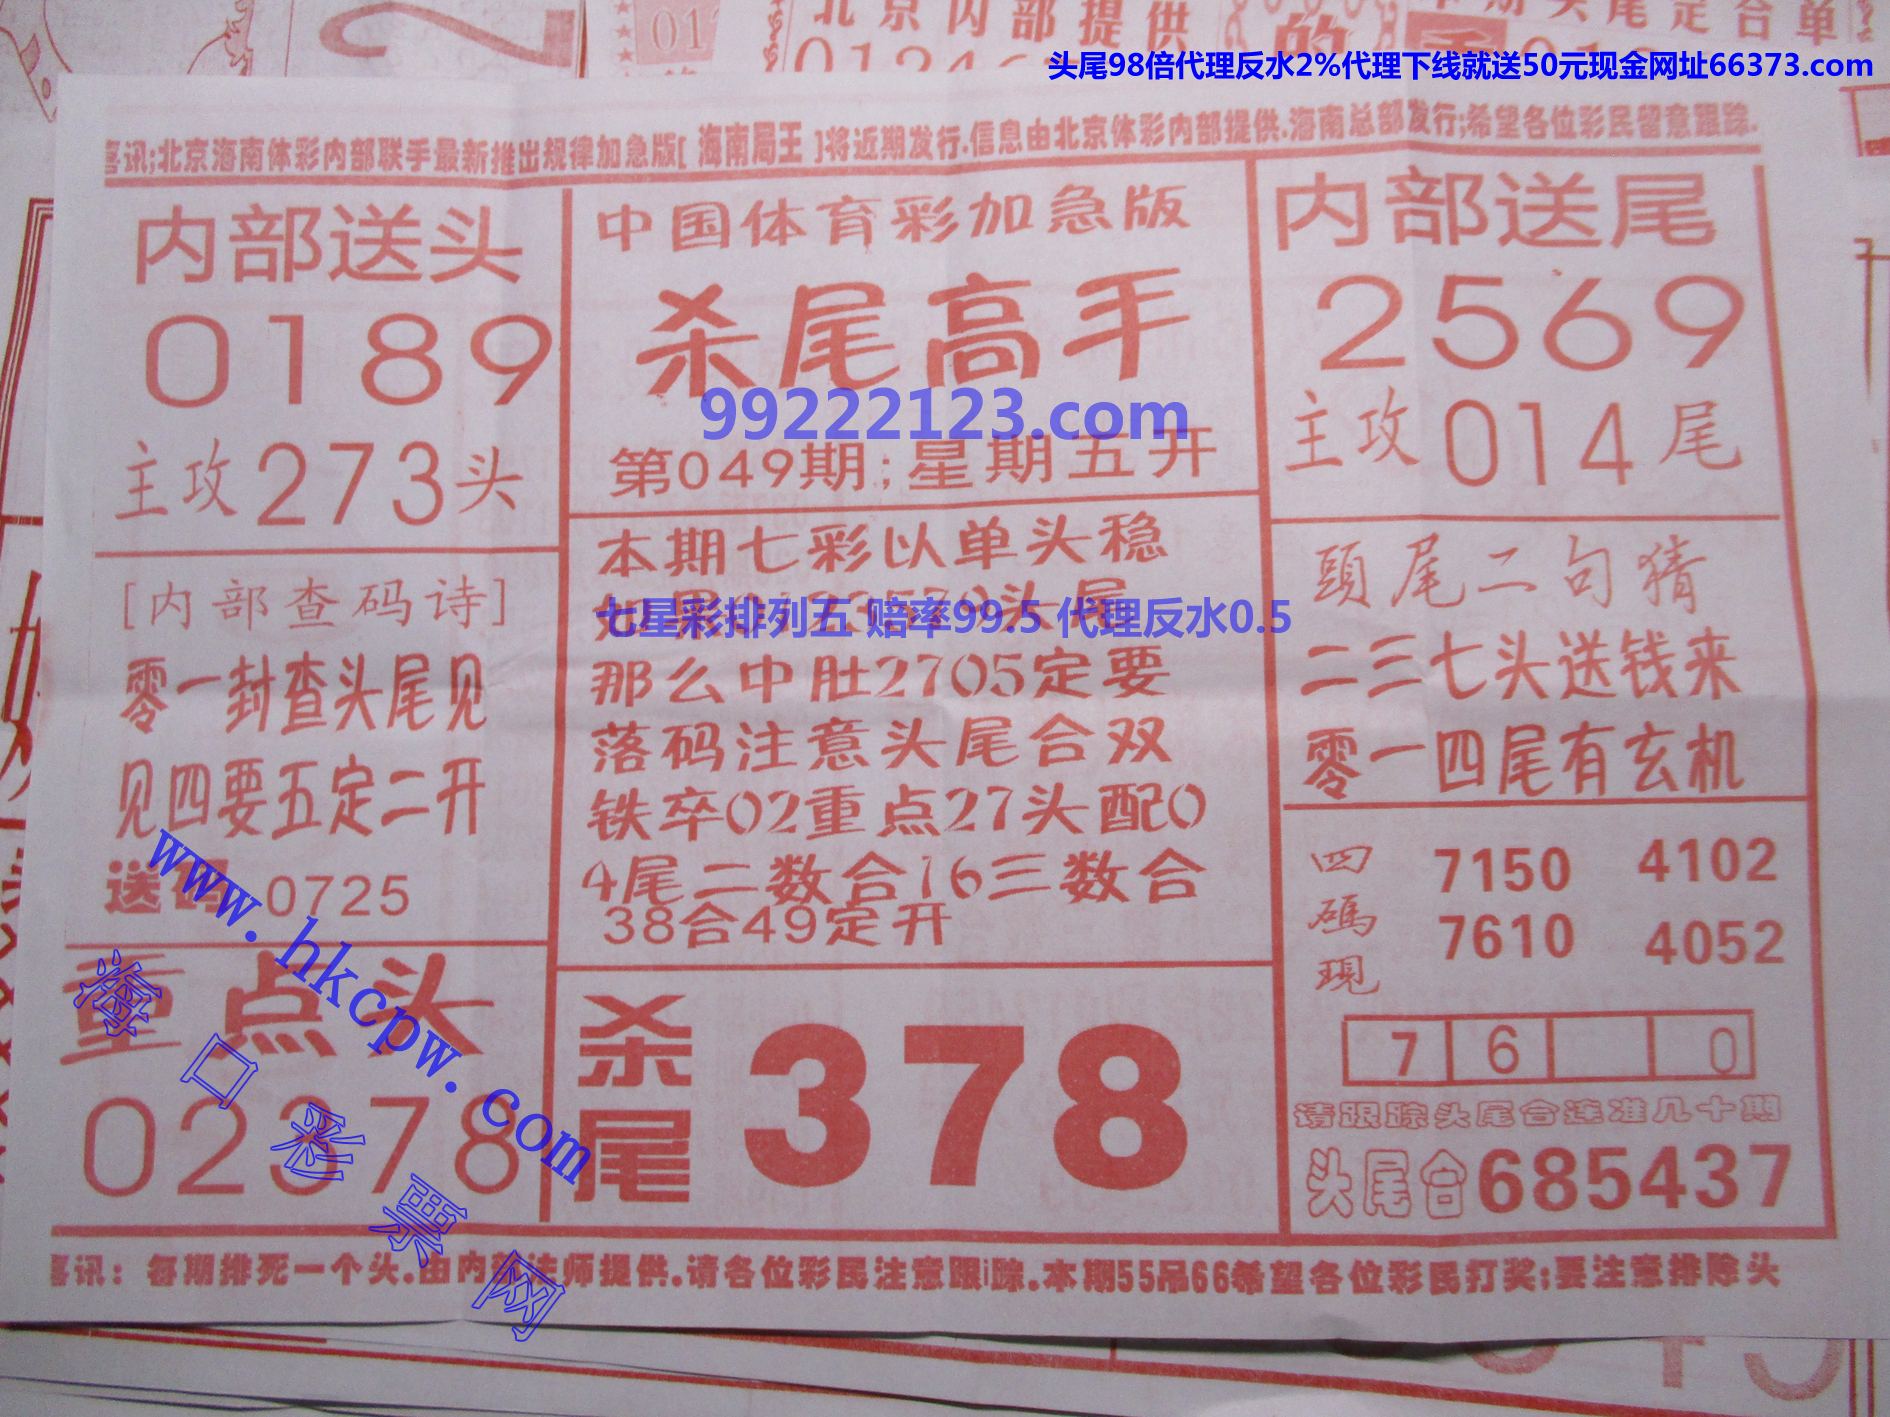 北京内部提供
头尾98倍代理反水2%代理下线就送50元现金网址66373.com
喜讯;北京海南体彩内部联手最新推出规律加急版[ 海南局王 ]将近期发行.信息由北京体彩内部提供.海南总部发行;希望各位彩民留意跟踪.
内部送头
0189
主攻273头
[内部查码诗]
零一封查头尾见
见四要五定二开
送码 0725
重点头
02378
中国体育彩加急版
杀尾高手
99222123.com
第049期;星期五开
本期七彩以单头稳
七星彩排列五 赔率99.5 代理反水0.5
那么中肚2705定要
落码注意头尾合双
铁卒02重点27头配0
4尾二数合16三数合
38合49定开
杀尾 378
内部送尾
2569
主攻014尾
頭尾二句猜
二三七头送钱来
零一四尾有玄机
四碼現
7150 4102
7610 4052
7 6 0
请跟踪头尾合连准几十期
头尾合685437
喜讯：每期排死一个头.由内部法师提供.请各位彩民注意跟踪.本期55吊66希望各位彩民打奖;要注意排除头
www.hkcpw.com
海口彩票网